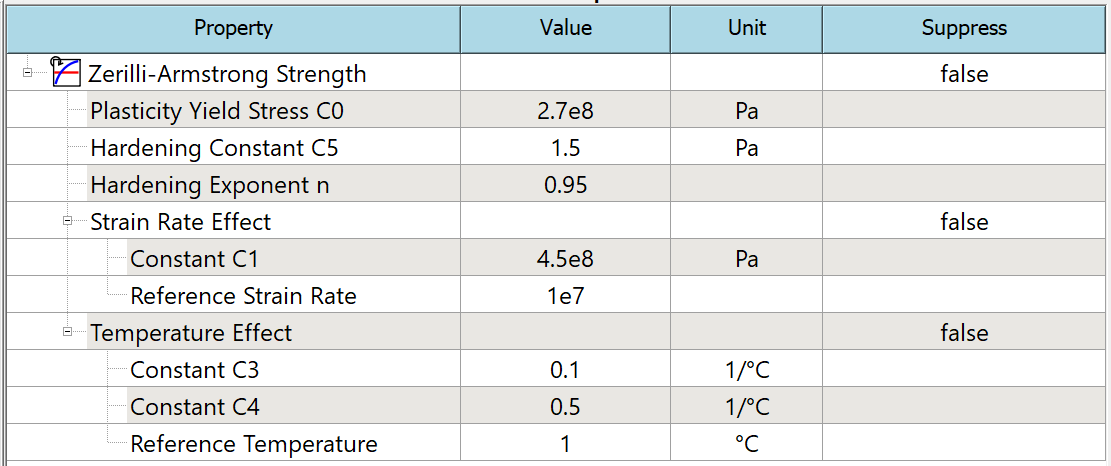 Property Value Unit Suppress
Zerilli-Armstrong Strength false
Plasticity Yield Stress C0 2.7e8 Pa
Hardening Constant C5 1.5 Pa
Hardening Exponent n 0.95
Strain Rate Effect false
Constant C1 4.5e8 Pa
Reference Strain Rate 1e7
Temperature Effect false
Constant C3 0.1 1/°C
Constant C4 0.5 1/°C
Reference Temperature 1 °C